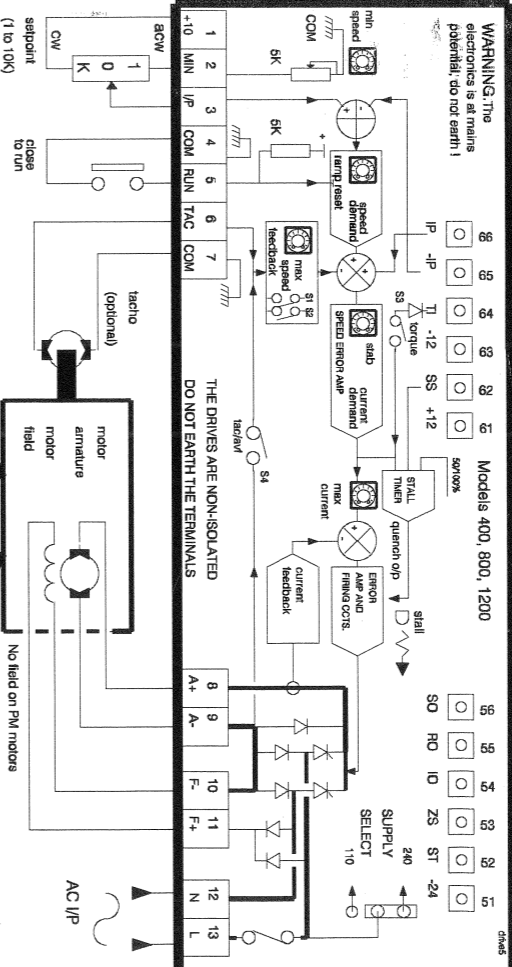 WARNING.The
electronics is at mains
potential, do not earth !
Models 400, 800, 1200
drive5
66
65
64
63
62
61
IP
-IP
TI
-12
SS
+12
56
55
54
53
52
51
SO
RO
IO
ZS
ST
-24
min
speed
COM
5K
5K
ramp reset
speed
demand
S3
torque
stab
current
demand
SPEED ERROR AMP
50/100%
STALL
TIMER
quench o/p
stall
max
current
ERROR
AMP AND
FIRING CCTS.
current
feedback
max
speed
feedback
S1
S2
tac/avf
S4
SUPPLY
SELECT
240
110
THE DRIVES ARE NON-ISOLATED
DO NOT EARTH THE TERMINALS
1
2
3
4
5
6
7
8
9
10
11
12
13
+10
MIN
I/P
COM
RUN
TAC
COM
A+
A-
F-
F+
N
L
acw
cw
1 0 K
setpoint
(1 to 10K)
close
to run
tacho
(optional)
motor
armature
motor
field
No field on PM motors
AC I/P